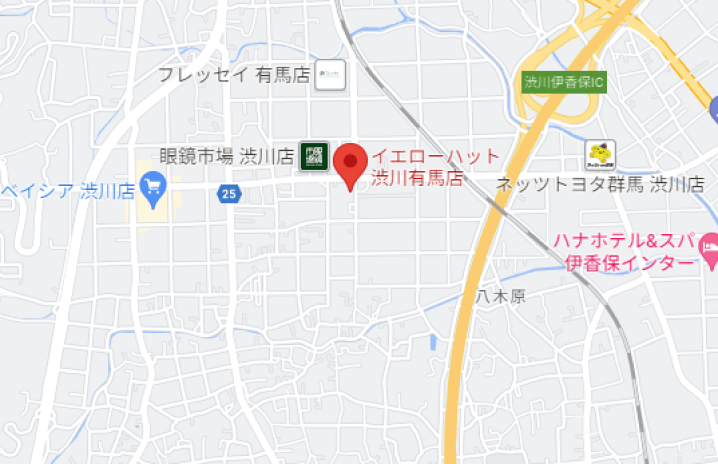 フレッセイ 有馬店
渋川伊香保IC
眼鏡市場 渋川店
イエローハット
渋川有馬店
ベイシア 渋川店
25
ネッツトヨタ群馬 渋川店
ハナホテル&スパ
伊香保インター
八木原